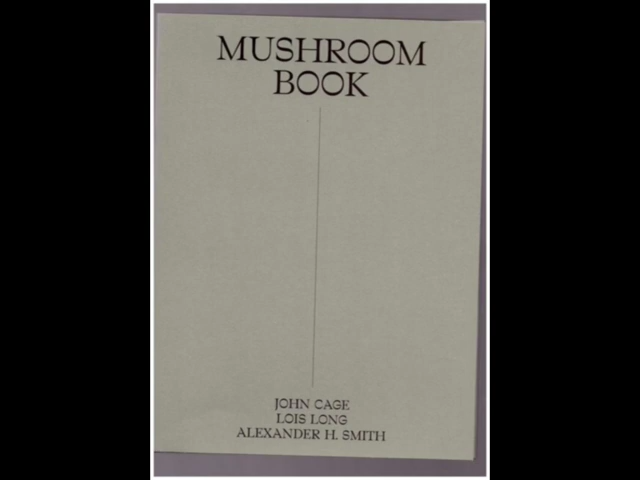 MUSHROOM
BOOK
JOHN CAGE
LOIS LONG
ALEXANDER H. SMITH